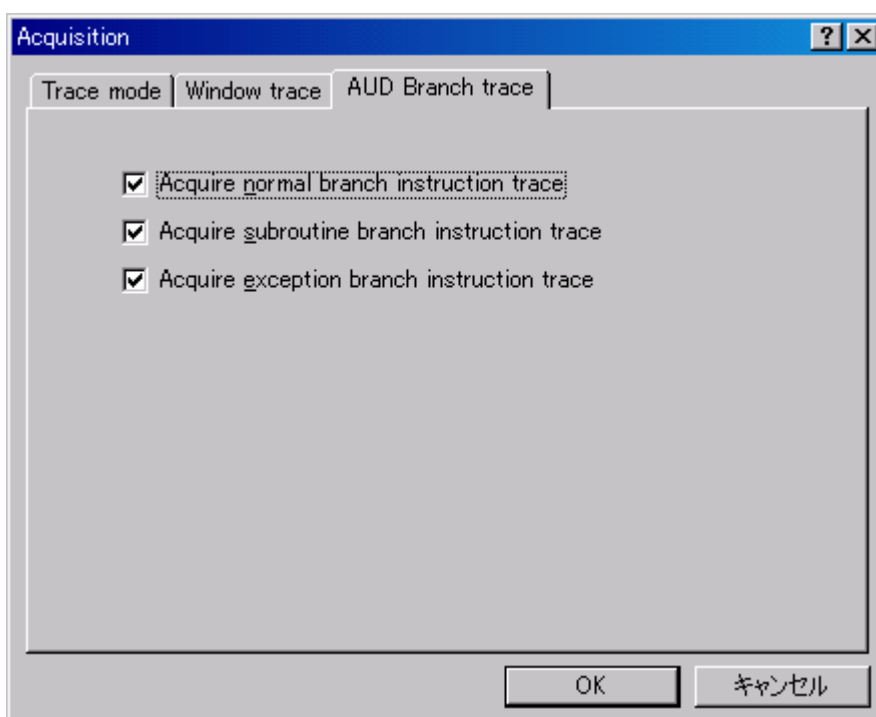 Acquisition
Trace mode Window trace AUD Branch trace
Acquire normal branch instruction trace
Acquire subroutine branch instruction trace
Acquire exception branch instruction trace
OK キャンセル